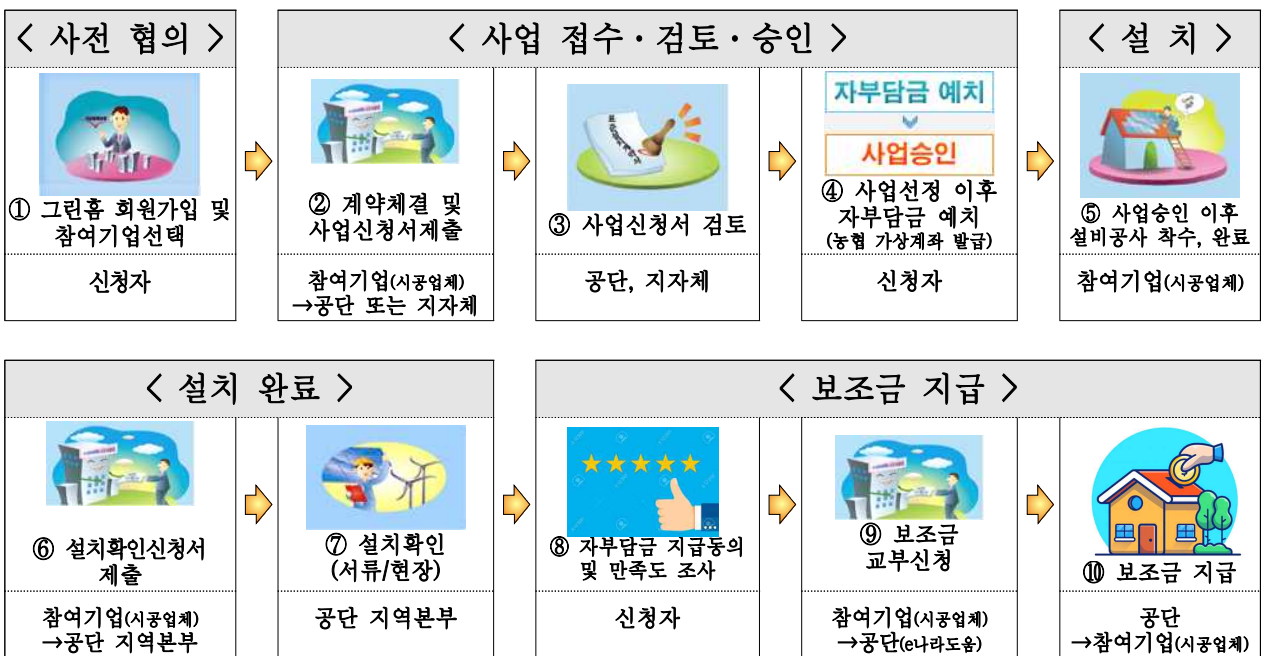 < 사전 협의 >
< 사업 접수·검토·승인 >
< 설 치 >
자부담금 예치
사업승인
① 그린홈 회원가입 및
참여기업선택
② 계약체결 및
사업신청서제출
③ 사업신청서 검토
④ 사업선정 이후
자부담금 예치
(농협 가상계좌 발급)
⑤ 사업승인 이후
설비공사 착수, 완료
신청자
참여기업(시공업체)
→공단 또는 지자체
공단, 지자체
신청자
참여기업(시공업체)
< 설치 완료 >
< 보조금 지급 >
⑥ 설치확인신청서
제출
⑦ 설치확인
(서류/현장)
⑧ 자부담금 지급동의
및 만족도 조사
⑨ 보조금
교부신청
⑩ 보조금 지급
참여기업(시공업체)
→공단 지역본부
공단 지역본부
신청자
참여기업(시공업체)
→공단(e나라도움)
공단
→참여기업(시공업체)